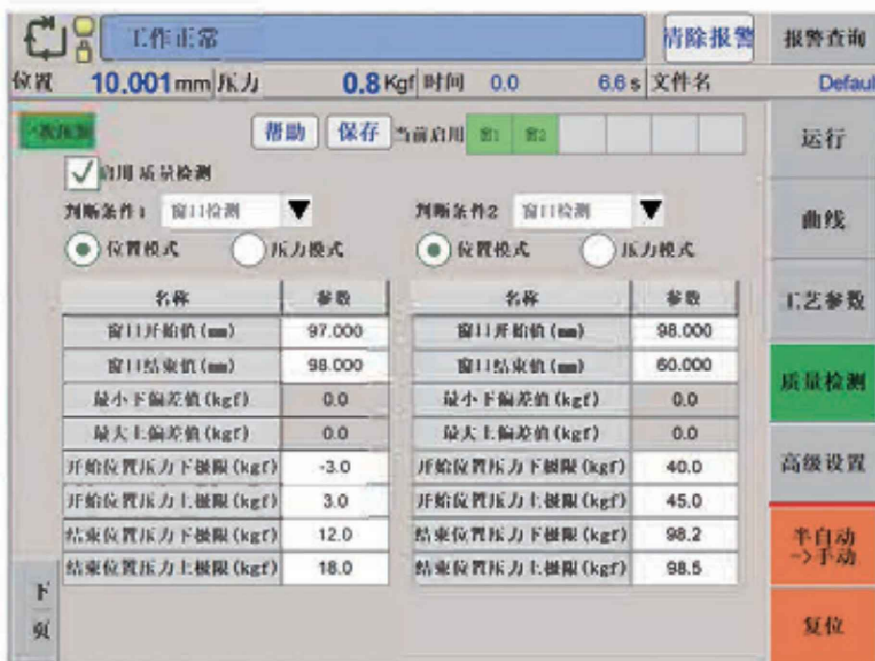 工作正常 清除报警 报警查询
位置 10.001 mm 压力 0.8 Kgf 时间 0.0 6.6 s 文件名 Defaul
帮助 保存 当前启用 窗1 窗2 运行
启用 质量检测
判断条件1 窗口检测 判断条件2 窗口检测 曲线
位置模式 压力模式 位置模式 压力模式
名称 参数 名称 参数 工艺参数
窗口开始值(mm) 97.000 窗口开始值(mm) 98.000
窗口结束值(mm) 98.000 窗口结束值(mm) 60.000 质量检测
最小下偏差值(kgf) 0.0 最小下偏差值(kgf) 0.0
最大上偏差值(kgf) 0.0 最大上偏差值(kgf) 0.0
开始位置压力下极限(kgf) -3.0 开始位置压力下极限(kgf) 40.0 高级设置
开始位置压力上极限(kgf) 3.0 开始位置压力上极限(kgf) 45.0
结束位置压力下极限(kgf) 12.0 结束位置压力下极限(kgf) 98.2 半自动
->手动
结束位置压力上极限(kgf) 18.0 结束位置压力上极限(kgf) 98.5
下
页 复位